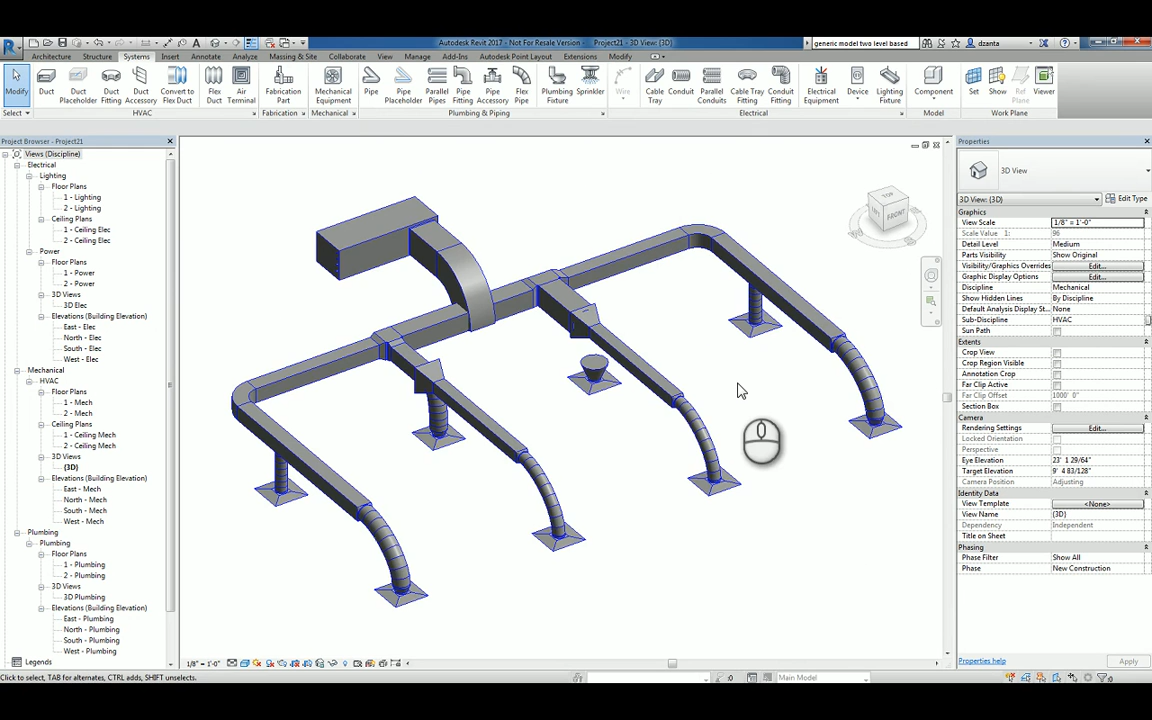 Autodesk Revit 2017 - Not For Resale Version - Project21 - 3D View: {3D}
generic model two level based
dzanta
Architecture Structure Systems Insert Annotate Analyze Massing & Site Collaborate View Manage Add-Ins Autodesk Point Layout Extensions Modify
Modify
Duct
Duct Placeholder
Duct Fitting
Duct Accessory
Convert to Flex Duct
Flex Duct
Air Terminal
Fabrication Part
Mechanical Equipment
Pipe
Pipe Placeholder
Parallel Pipes
Pipe Fitting
Pipe Accessory
Flex Pipe
Plumbing Fixture
Sprinkler
Wire
Cable Tray
Conduit
Parallel Conduits
Cable Tray Fitting
Conduit Fitting
Electrical Equipment
Device
Lighting Fixture
Component
Set
Show
Ref Plane
Viewer
Select HVAC Fabrication Mechanical Plumbing & Piping Electrical Model Work Plane
Project Browser - Project21
Views (Discipline)
Electrical
Lighting
Floor Plans
1 - Lighting
2 - Lighting
Ceiling Plans
1 - Ceiling Elec
2 - Ceiling Elec
Power
Floor Plans
1 - Power
2 - Power
3D Views
3D Elec
Elevations (Building Elevation)
East - Elec
North - Elec
South - Elec
West - Elec
Mechanical
HVAC
Floor Plans
1 - Mech
2 - Mech
Ceiling Plans
1 - Ceiling Mech
2 - Ceiling Mech
3D Views
{3D}
Elevations (Building Elevation)
East - Mech
North - Mech
South - Mech
West - Mech
Plumbing
Plumbing
Floor Plans
1 - Plumbing
2 - Plumbing
3D Views
3D Plumbing
Elevations (Building Elevation)
East - Plumbing
North - Plumbing
South - Plumbing
West - Plumbing
Legends
TOP
LEFT
FRONT
Properties
3D View
3D View: {3D} Edit Type
Graphics
View Scale 1/8" = 1'-0"
Scale Value 1: 96
Detail Level Medium
Parts Visibility Show Original
Visibility/Graphics Overrides Edit...
Graphic Display Options Edit...
Discipline Mechanical
Show Hidden Lines By Discipline
Default Analysis Display St... None
Sub-Discipline HVAC
Sun Path
Extents
Crop View
Crop Region Visible
Annotation Crop
Far Clip Active
Far Clip Offset 1000' 0"
Section Box
Camera
Rendering Settings Edit...
Locked Orientation
Perspective
Eye Elevation 23' 1 29/64"
Target Elevation 9' 4 83/128"
Camera Position Adjusting
Identity Data
View Template <None>
View Name {3D}
Dependency Independent
Title on Sheet
Phasing
Phase Filter Show All
Phase New Construction
Properties help Apply
1/8" = 1'-0"
Click to select, TAB for alternates, CTRL adds, SHIFT unselects.
:0
Main Model
:0